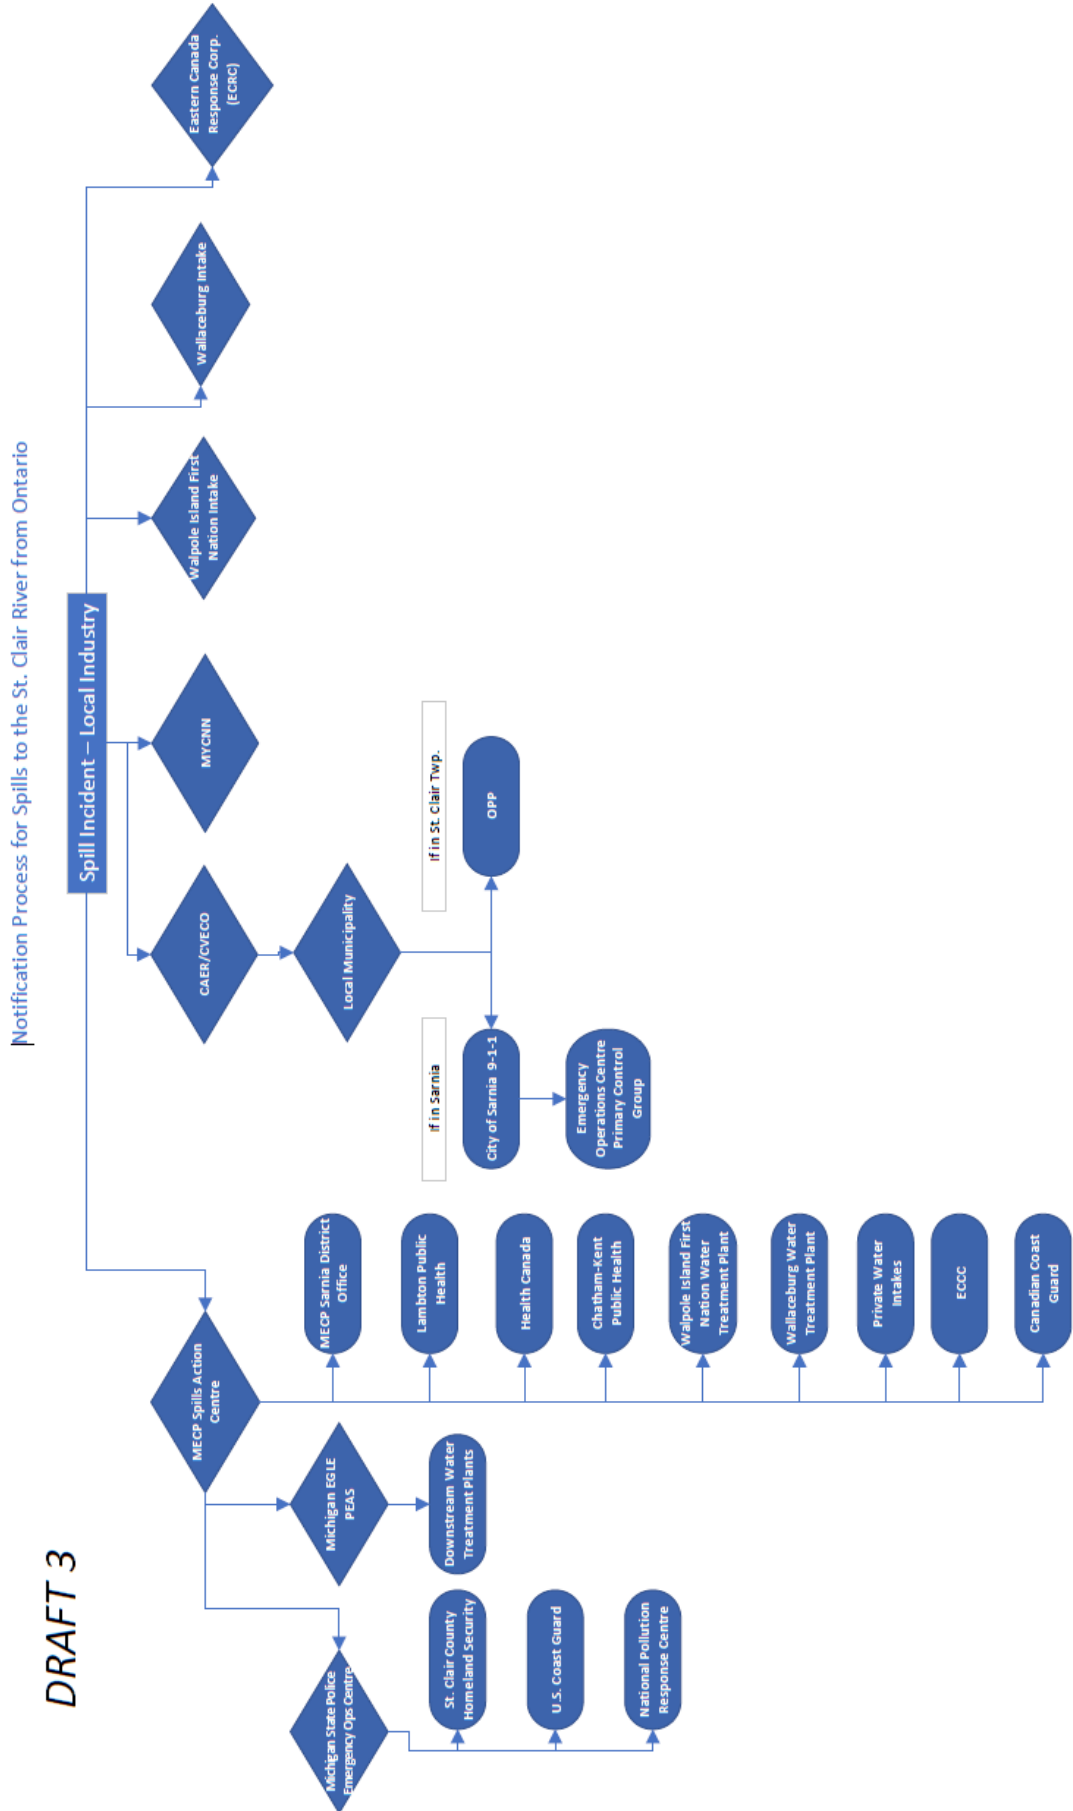 DRAFT 3
Notification Process for Spills to the St. Clair River from Ontario
Spill Incident – Local Industry
MECP Spills Action
Centre
CAER/CVECO
MYCNN
Walpole Island First
Nation Intake
Wallaceburg Intake
Eastern Canada
Response Corp.
(ECRC)
Michigan State Police
Emergency Ops Centre
Michigan EGLE
PEAS
Local Municipality
MECP Sarnia District
Office
Lambton Public
Health
Health Canada
Chatham-Kent
Public Health
Walpole Island First
Nation Water
Treatment Plant
Wallaceburg Water
Treatment Plant
Private Water
Intakes
ECCC
Canadian Coast
Guard
St. Clair County
Homeland Security
U.S. Coast Guard
National Pollution
Response Centre
Downstream Water
Treatment Plants
If in Sarnia
If in St. Clair Twp.
City of Sarnia 9-1-1
OPP
Emergency
Operations Centre
Primary Control
Group